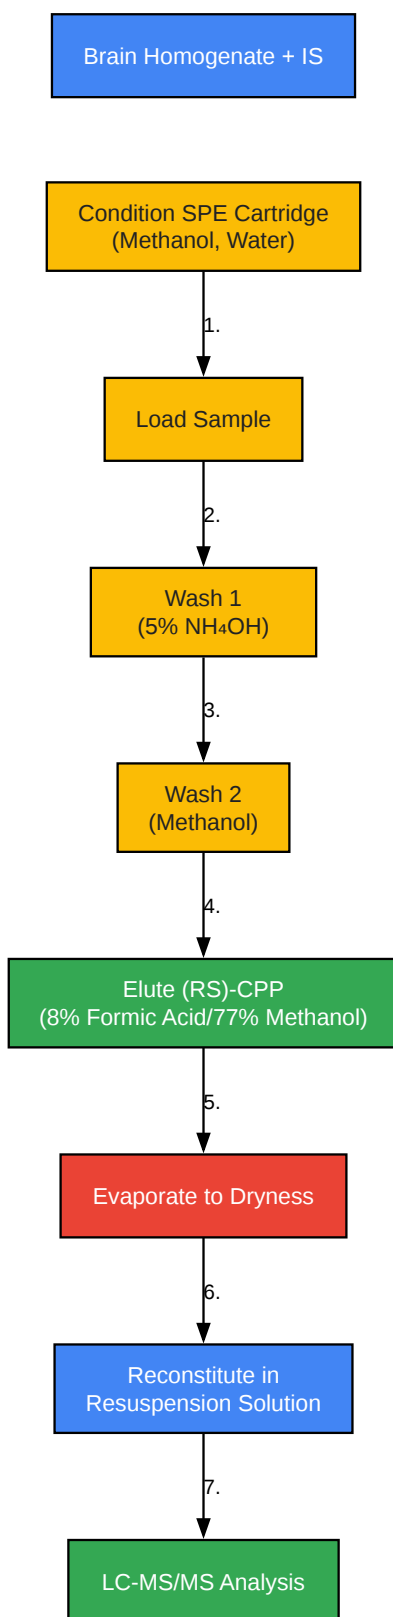 Brain Homogenate + IS
Condition SPE Cartridge
(Methanol, Water)
1.
Load Sample
2.
Wash 1
(5% NH₄OH)
3.
Wash 2
(Methanol)
4.
Elute (RS)-CPP
(8% Formic Acid/77% Methanol)
5.
Evaporate to Dryness
6.
Reconstitute in
Resuspension Solution
7.
LC-MS/MS Analysis